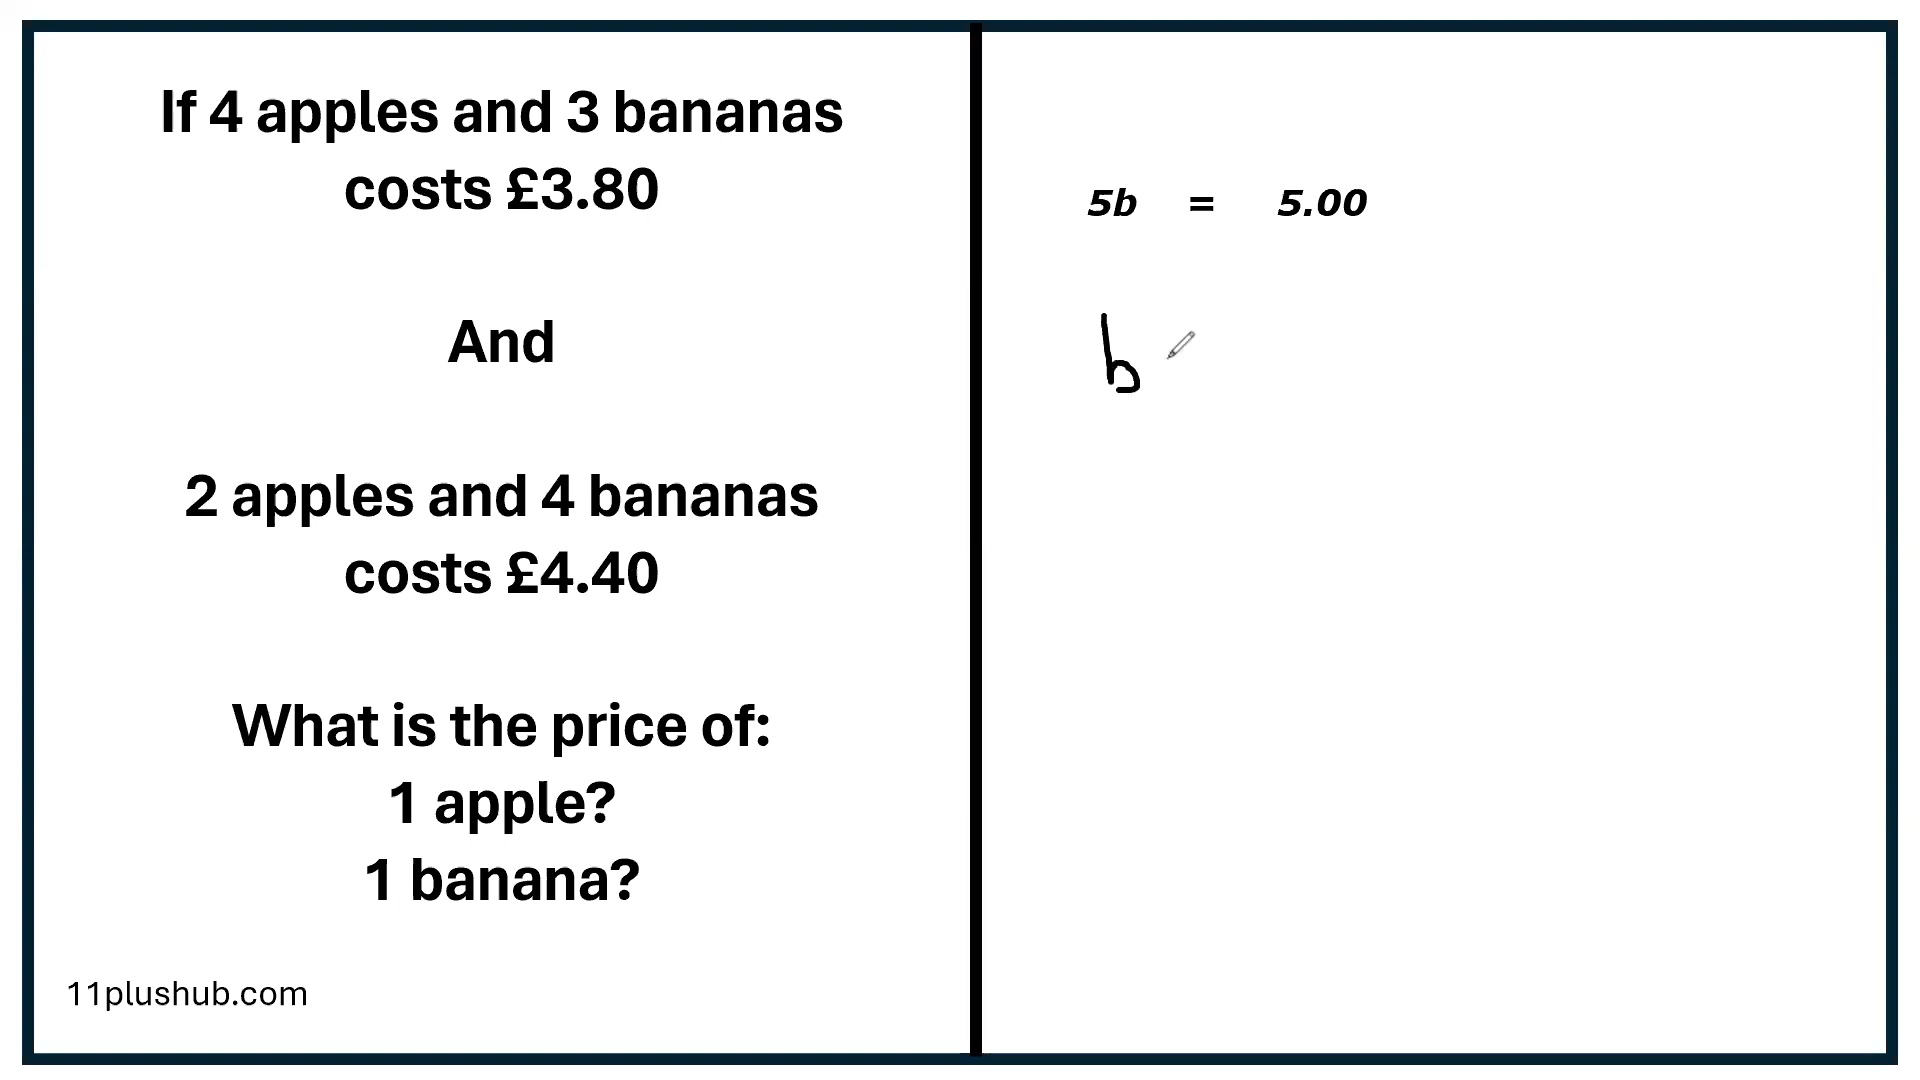 If 4 apples and 3 bananas
costs £3.80
And
2 apples and 4 bananas
costs £4.40
What is the price of:
1 apple?
1 banana?
11plushub.com
5b = 5.00
b